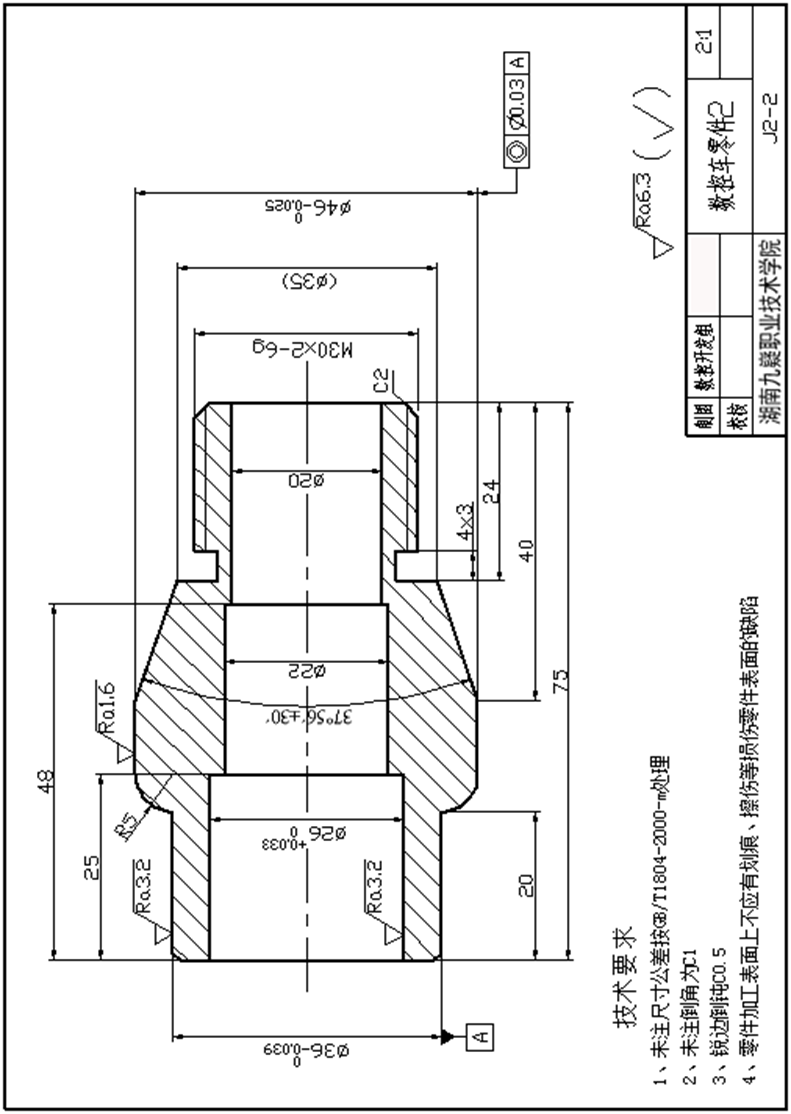 Ø0.03 A
Ø46 0 -0.025
(Ø35)
M30×2-6g
C2
Ø20
24
4×3
40
48
Ø22
75
Ra1.6
37°56′±30′
R5
25
Ra3.2
Ø26 +0.033 0
Ra3.2
20
Ø36 0 -0.039
A
Ra6.3 (√)
技术要求
1、未注尺寸公差按GB/T1804-2000-m处理
2、未注倒角为C1
3、锐边倒钝C0.5
4、零件加工表面上不应有划痕、擦伤等损伤零件表面的缺陷
制图 数控开发组 数控车零件2 2:1
校核
湖南九嶷职业技术学院 J2-2